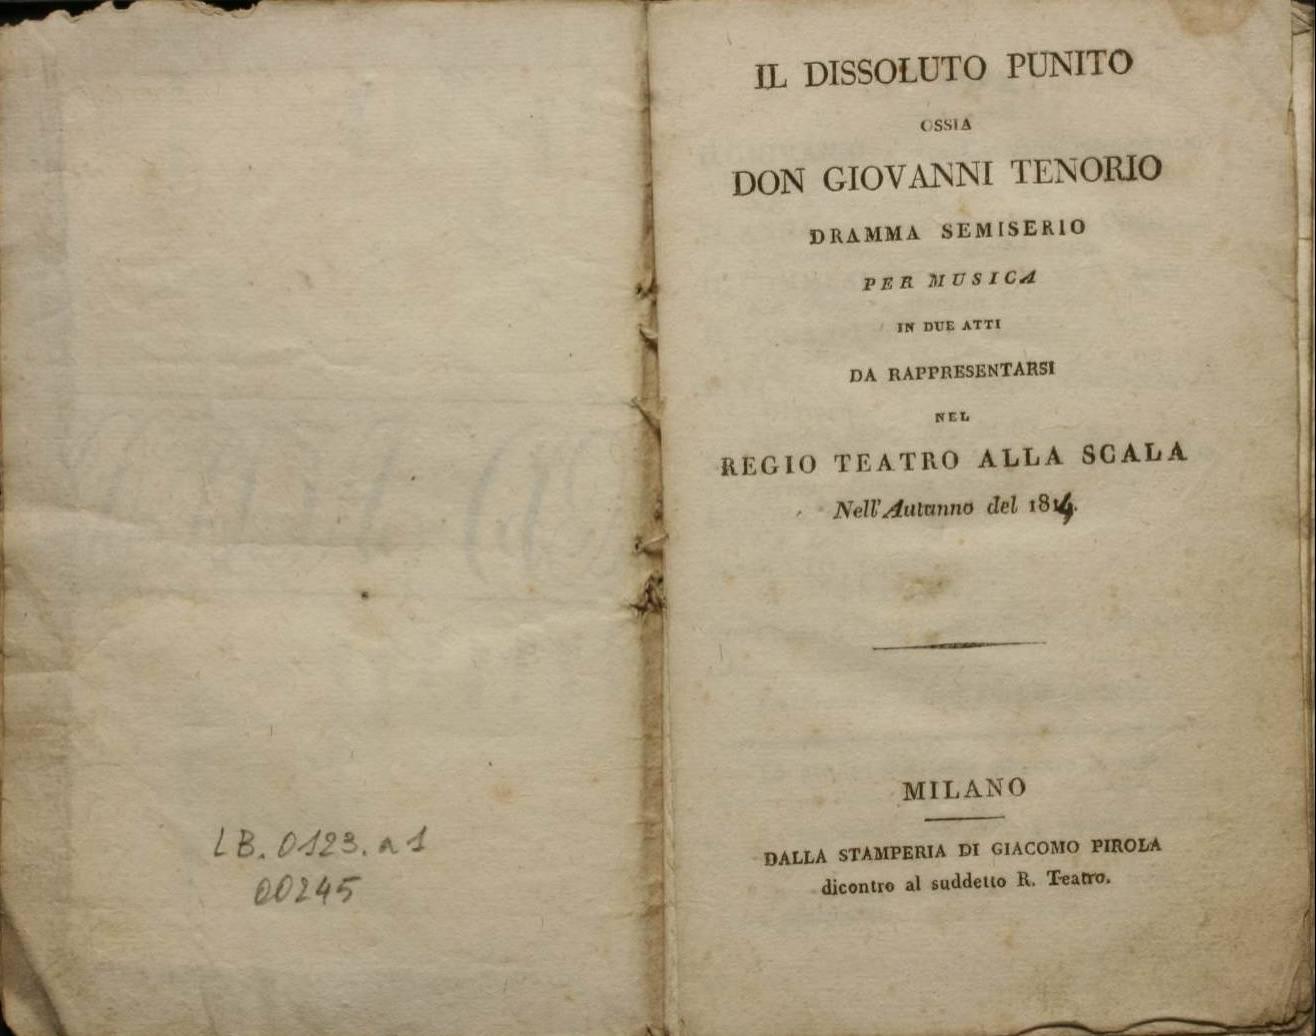 LB.0123.a1
00245
IL DISSOLUTO PUNITO
OSSIA
DON GIOVANNI TENORIO
DRAMMA SEMISERIO
PER MUSICA
IN DUE ATTI
DA RAPPRESENTARSI
NEL
REGIO TEATRO ALLA SCALA
Nell'Autunno del 1814.
MILANO
DALLA STAMPERIA DI GIACOMO PIROLA
dicontro al suddetto R. Teatro.